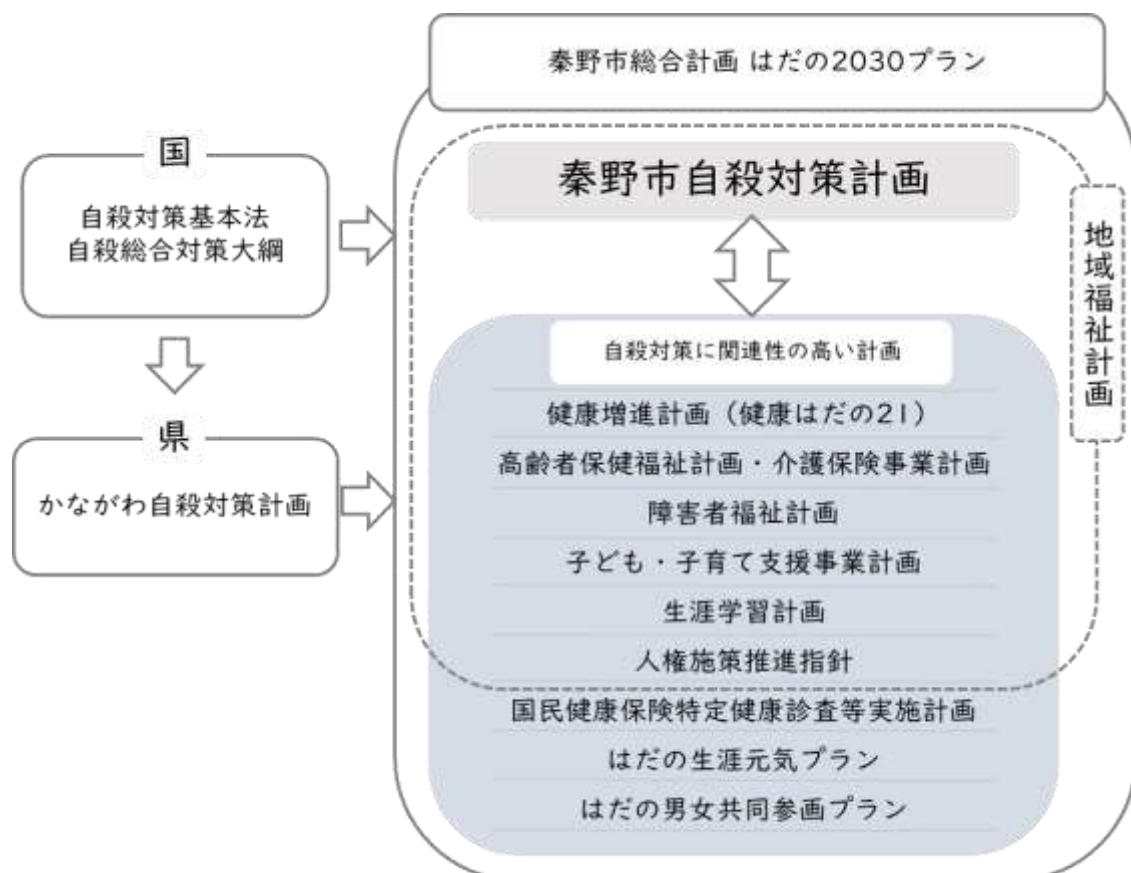 秦野市総合計画 はだの2030プラン
国
自殺対策基本法
自殺総合対策大綱
県
かながわ自殺対策計画
秦野市自殺対策計画
地域福祉計画
自殺対策に関連性の高い計画
健康増進計画（健康はだの21）
高齢者保健福祉計画・介護保険事業計画
障害者福祉計画
子ども・子育て支援事業計画
生涯学習計画
人権施策推進指針
国民健康保険特定健康診査等実施計画
はだの生涯元気プラン
はだの男女共同参画プラン